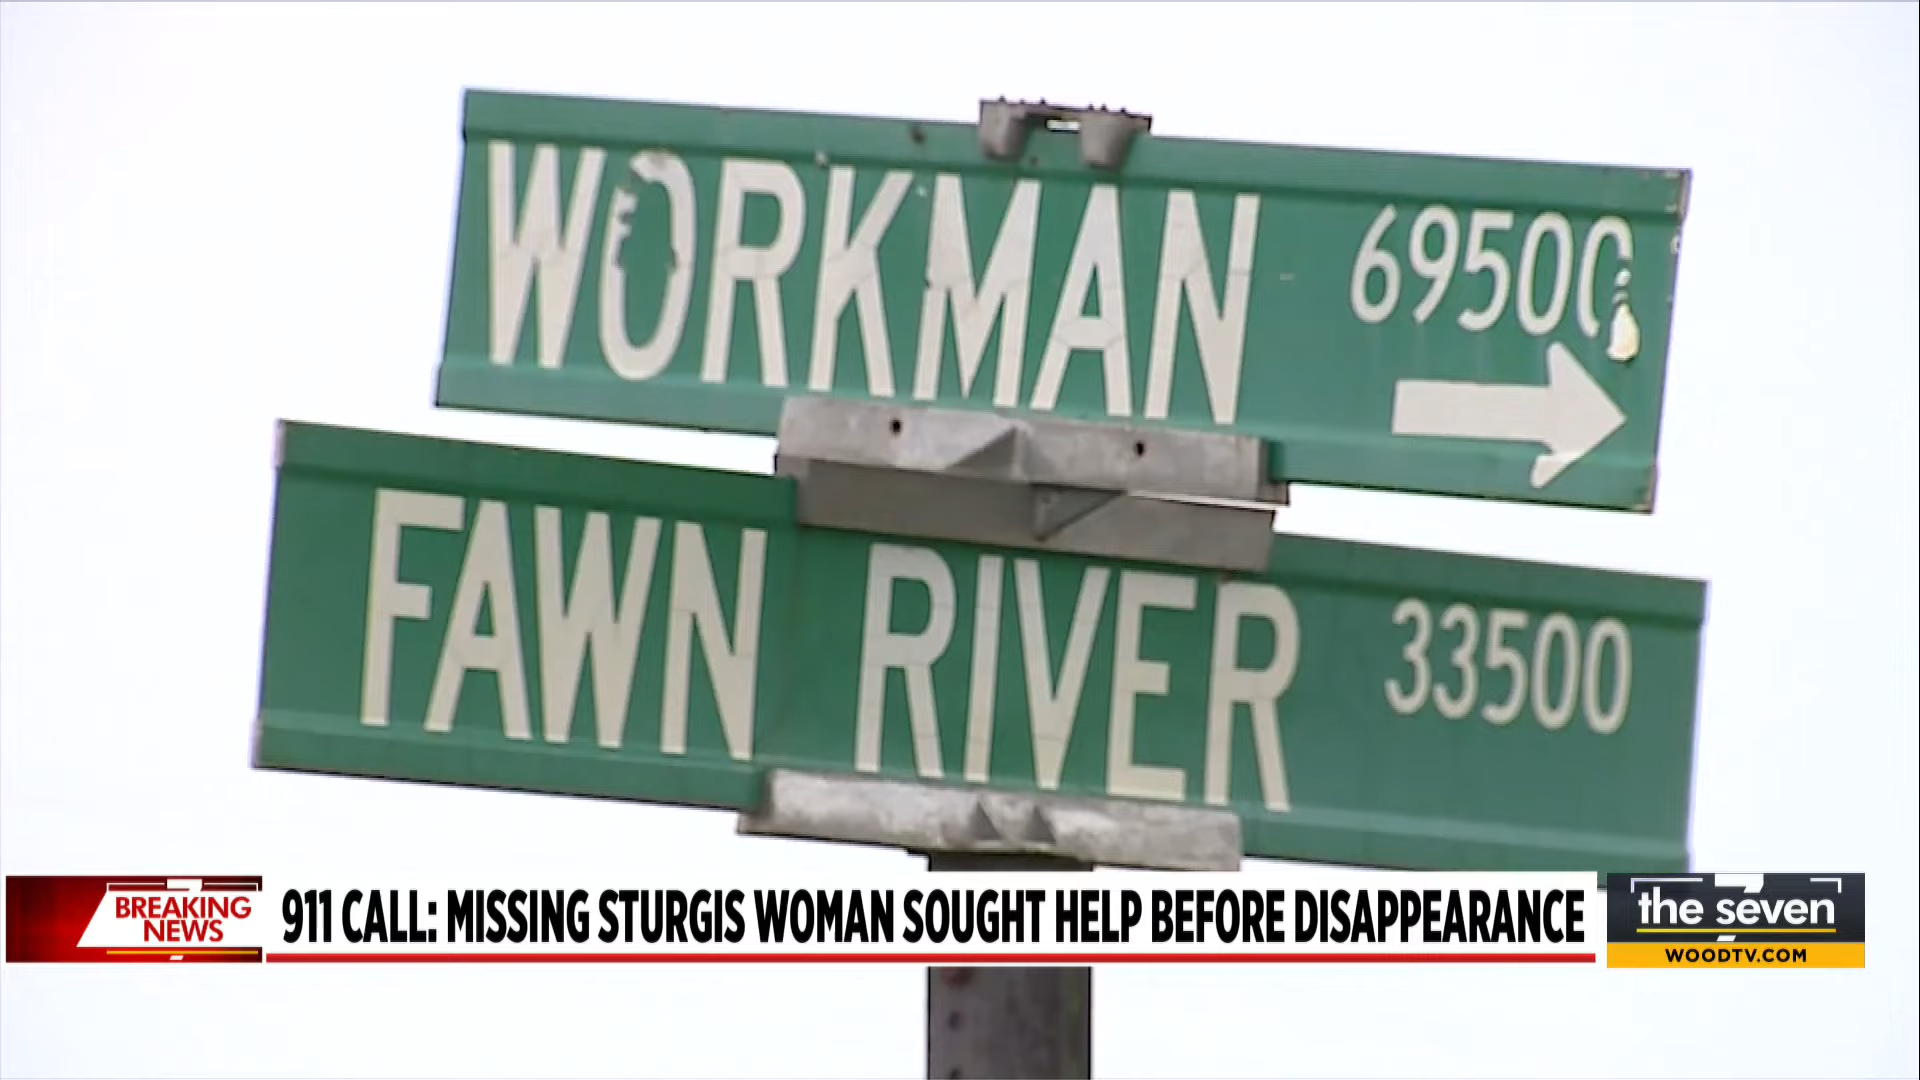 WORKMAN 69500
FAWN RIVER 33500
BREAKING
NEWS
911 CALL: MISSING STURGIS WOMAN SOUGHT HELP BEFORE DISAPPEARANCE
the seven
WOODTV.COM